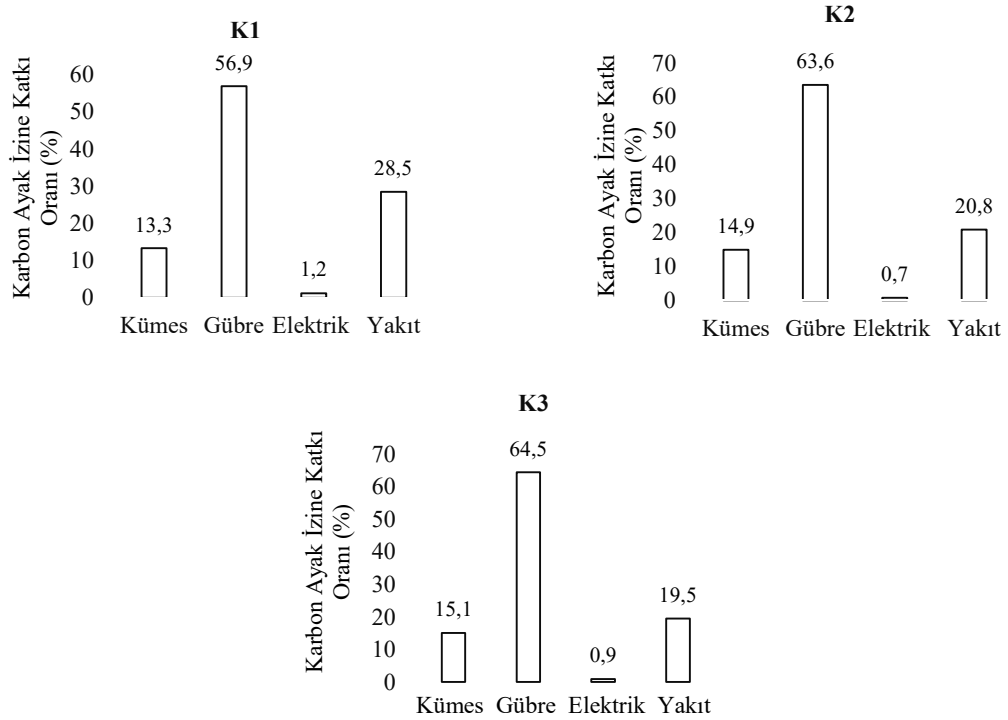 K1
Karbon Ayak İzine Katkı
Oranı (%)
60
50
40
30
20
10
0
13,3
56,9
1,2
28,5
Kümes Gübre Elektrik Yakıt
K2
Karbon Ayak İzine Katkı
Oranı (%)
70
60
50
40
30
20
10
0
14,9
63,6
0,7
20,8
Kümes Gübre Elektrik Yakıt
K3
Karbon Ayak İzine Katkı
Oranı (%)
70
60
50
40
30
20
10
0
15,1
64,5
0,9
19,5
Kümes Gübre Elektrik Yakıt